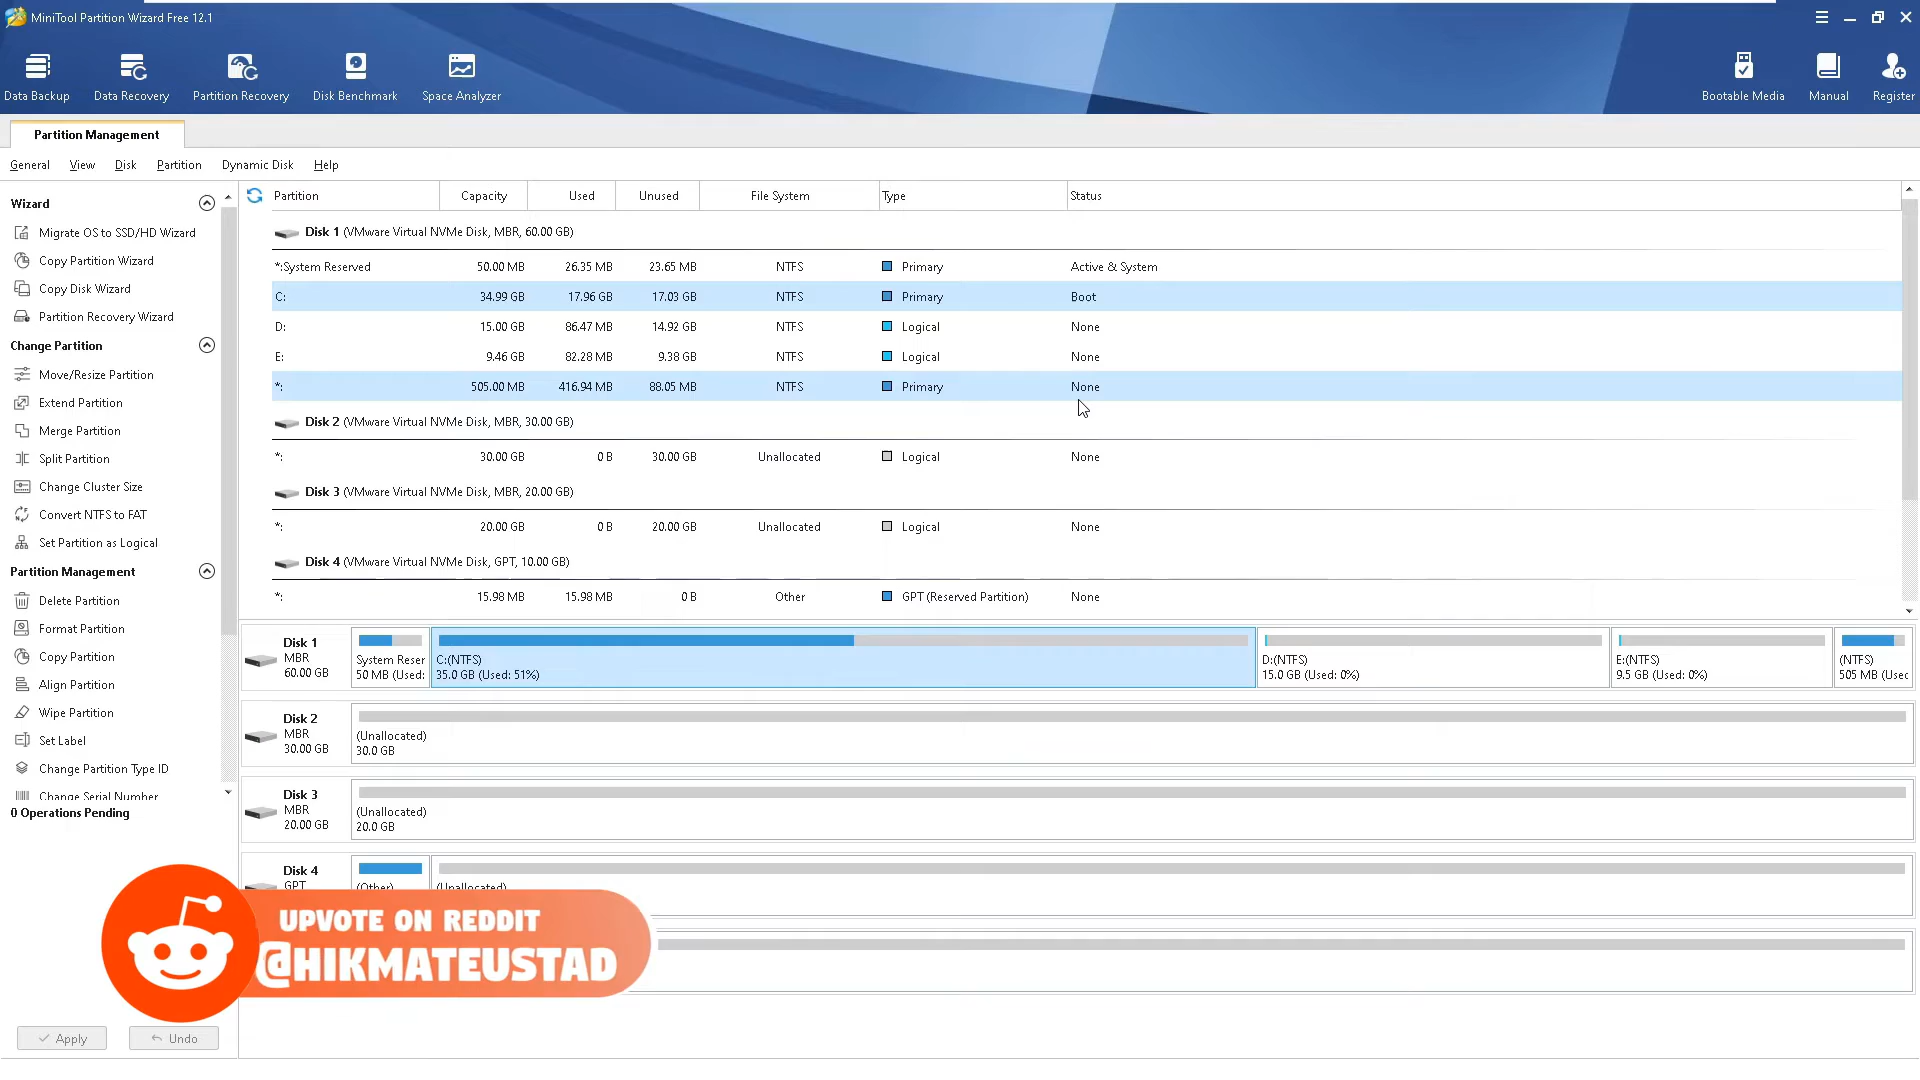 MiniTool Partition Wizard Free 12.1
Data Backup
Data Recovery
Partition Recovery
Disk Benchmark
Space Analyzer
Bootable Media
Manual
Register
Partition Management
General View Disk Partition Dynamic Disk Help
Wizard
Migrate OS to SSD/HD Wizard
Copy Partition Wizard
Copy Disk Wizard
Partition Recovery Wizard
Change Partition
Move/Resize Partition
Extend Partition
Merge Partition
Split Partition
Change Cluster Size
Convert NTFS to FAT
Set Partition as Logical
Partition Management
Delete Partition
Format Partition
Copy Partition
Align Partition
Wipe Partition
Set Label
Change Partition Type ID
Change Serial Number
0 Operations Pending
Apply
Undo
Partition Capacity Used Unused File System Type Status
Disk 1 (VMware Virtual NVMe Disk, MBR, 60.00 GB)
*:System Reserved 50.00 MB 26.35 MB 23.65 MB NTFS Primary Active & System
C: 34.99 GB 17.96 GB 17.03 GB NTFS Primary Boot
D: 15.00 GB 86.47 MB 14.92 GB NTFS Logical None
E: 9.46 GB 82.28 MB 9.38 GB NTFS Logical None
*: 505.00 MB 416.94 MB 88.05 MB NTFS Primary None
Disk 2 (VMware Virtual NVMe Disk, MBR, 30.00 GB)
*: 30.00 GB 0 B 30.00 GB Unallocated Logical None
Disk 3 (VMware Virtual NVMe Disk, MBR, 20.00 GB)
*: 20.00 GB 0 B 20.00 GB Unallocated Logical None
Disk 4 (VMware Virtual NVMe Disk, GPT, 10.00 GB)
*: 15.98 MB 15.98 MB 0 B Other GPT (Reserved Partition) None
Disk 1
MBR
60.00 GB
System Reser
50 MB (Used:
C:(NTFS)
35.0 GB (Used: 51%)
D:(NTFS)
15.0 GB (Used: 0%)
E:(NTFS)
9.5 GB (Used: 0%)
(NTFS)
505 MB (Used
Disk 2
MBR
30.00 GB
(Unallocated)
30.0 GB
Disk 3
MBR
20.00 GB
(Unallocated)
20.0 GB
Disk 4
GPT
(Other)
(Unallocated)
UPVOTE ON REDDIT
@HIKMATEUSTAD